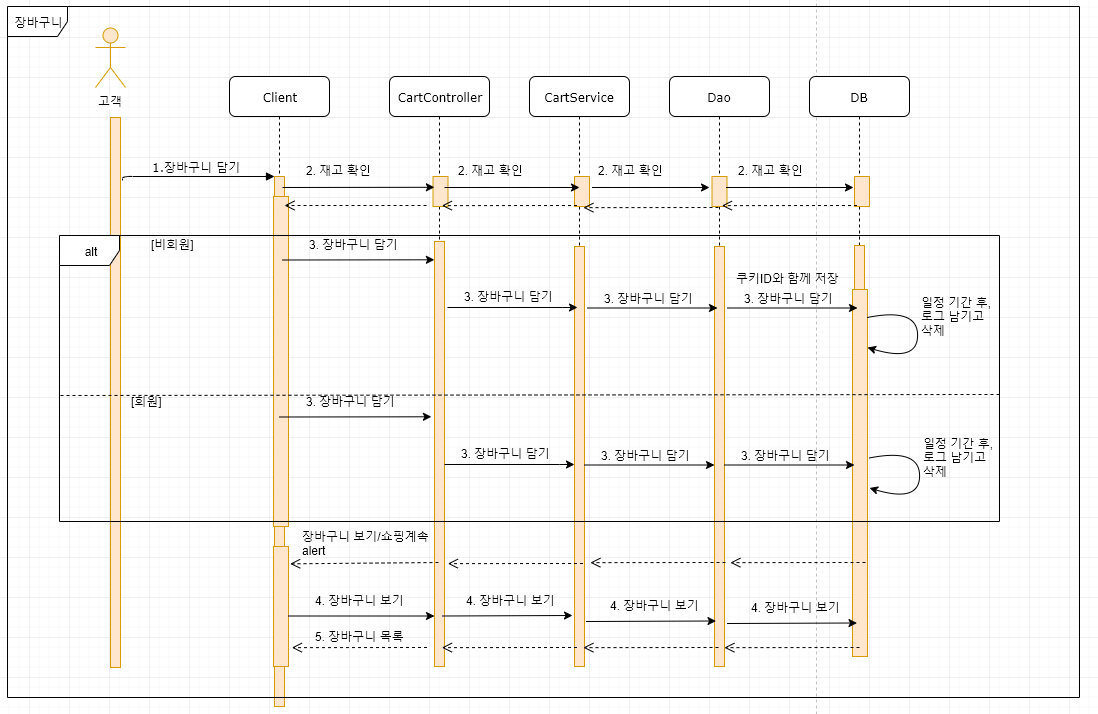 장바구니
고객
Client
CartController
CartService
Dao
DB
1.장바구니 담기
2. 재고 확인
2. 재고 확인
2. 재고 확인
2. 재고 확인
alt
[비회원]
3. 장바구니 담기
쿠키ID와 함께 저장
3. 장바구니 담기
3. 장바구니 담기
3. 장바구니 담기
일정 기간 후,
로그 남기고
삭제
[회원]
3. 장바구니 담기
3. 장바구니 담기
3. 장바구니 담기
3. 장바구니 담기
일정 기간 후,
로그 남기고
삭제
장바구니 보기/쇼핑계속
alert
4. 장바구니 보기
4. 장바구니 보기
4. 장바구니 보기
4. 장바구니 보기
5. 장바구니 목록